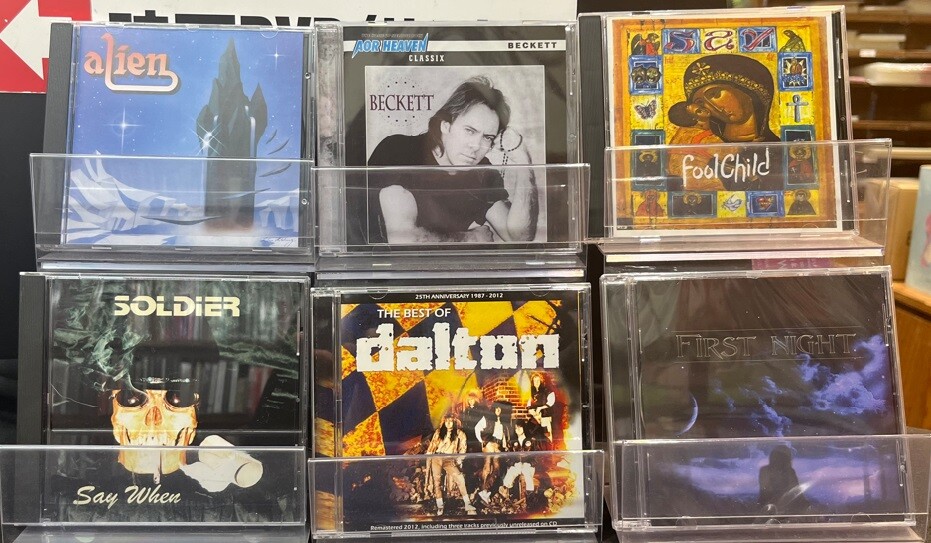 alien
AOR HEAVEN
CLASSIX
BECKETT
BECKETT
SAY
FoolChild
SOLDIER
Say When
25TH ANNIVERSARY 1987 - 2012
THE BEST OF
dalton
Remastered 2012, including three tracks previously unreleased on CD
FIRST NIGHT